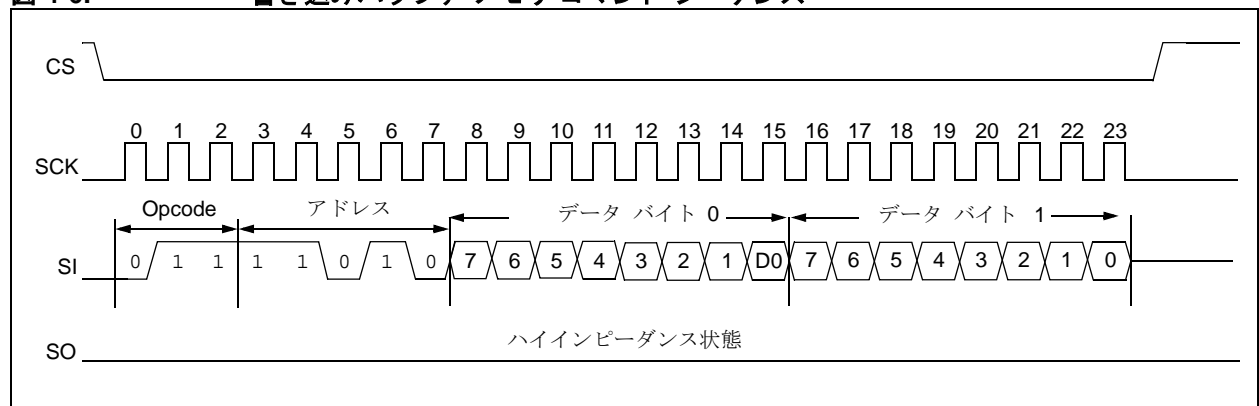 CS
0 1 2 3 4 5 6 7 8 9 10 11 12 13 14 15 16 17 18 19 20 21 22 23
SCK
Opcode アドレス データ バイト 0 データ バイト 1
SI 0 1 1 1 1 0 1 0 7 6 5 4 3 2 1 D0 7 6 5 4 3 2 1 0
SO ハイインピーダンス状態